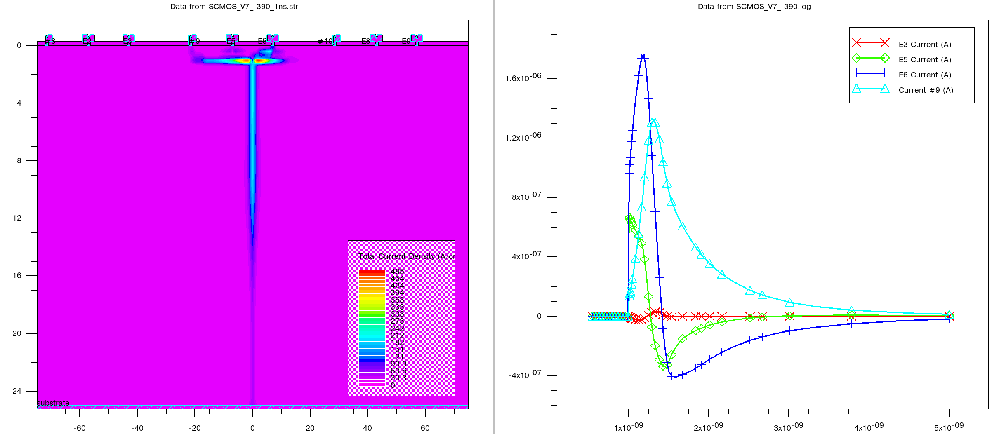 Data from SCMOS_V7_-390_1ns.str
#8 E2 E3 #9 E5 E6 #10 E8 E9
0
4
8
12
16
20
24
substrate
Total Current Density (A/cr
485
454
424
394
363
333
303
273
242
212
182
151
121
90.9
60.6
30.3
0
-60 -40 -20 0 20 40 60
Data from SCMOS_V7_-390.log
E3 Current (A)
E5 Current (A)
E6 Current (A)
Current #9 (A)
1.6x10-06
1.2x10-06
8x10-07
4x10-07
0
-4x10-07
1x10-09 2x10-09 3x10-09 4x10-09 5x10-09